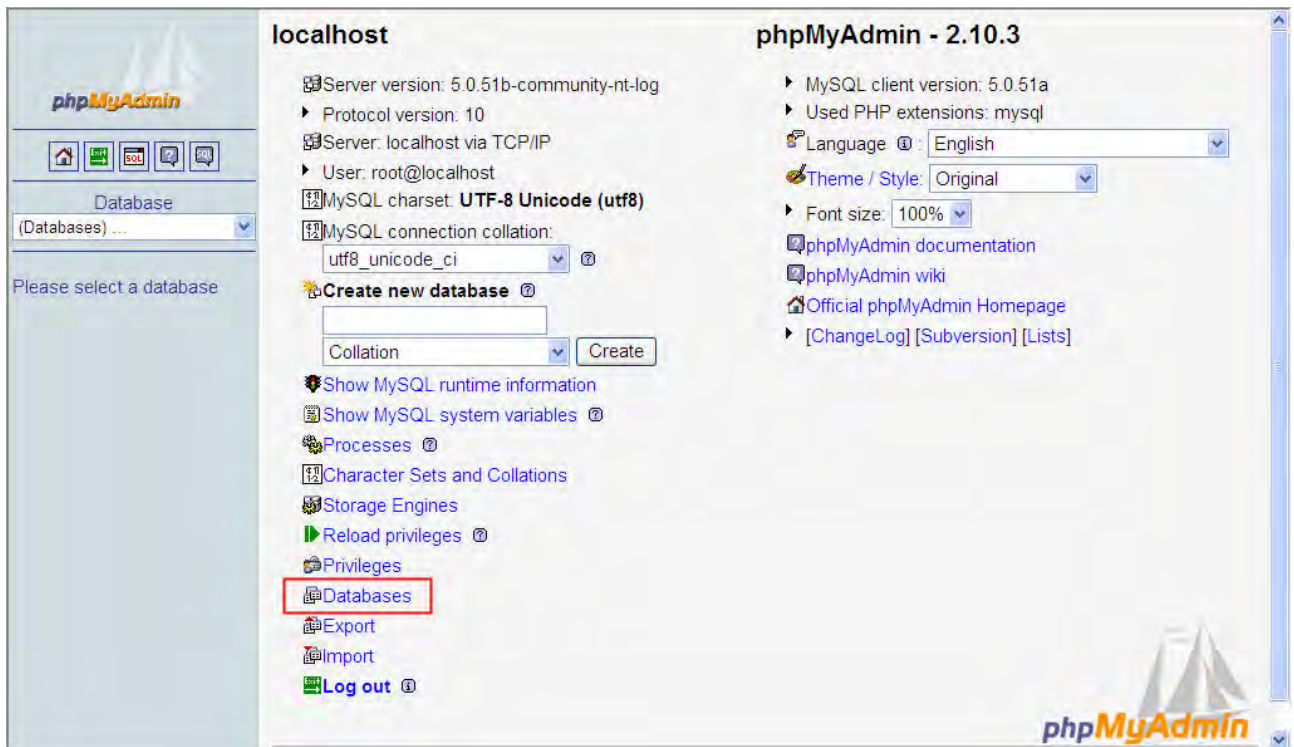 phpMyAdmin
Database
(Databases) ...
Please select a database
localhost
Server version: 5.0.51b-community-nt-log
Protocol version: 10
Server: localhost via TCP/IP
User: root@localhost
MySQL charset: UTF-8 Unicode (utf8)
MySQL connection collation:
utf8_unicode_ci
Create new database
Collation
Create
Show MySQL runtime information
Show MySQL system variables
Processes
Character Sets and Collations
Storage Engines
Reload privileges
Privileges
Databases
Export
Import
Log out
phpMyAdmin - 2.10.3
MySQL client version: 5.0.51a
Used PHP extensions: mysql
Language : English
Theme / Style: Original
Font size: 100%
phpMyAdmin documentation
phpMyAdmin wiki
Official phpMyAdmin Homepage
[ChangeLog] [Subversion] [Lists]
phpMyAdmin